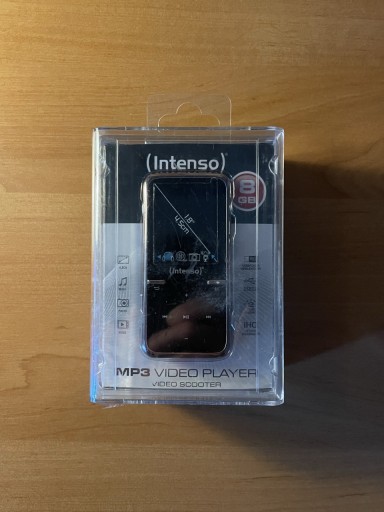 (Intenso)
8
GB
1.8"
4.5cm
(Intenso)
MP3 VIDEO PLAYER
VIDEO SCOOTER